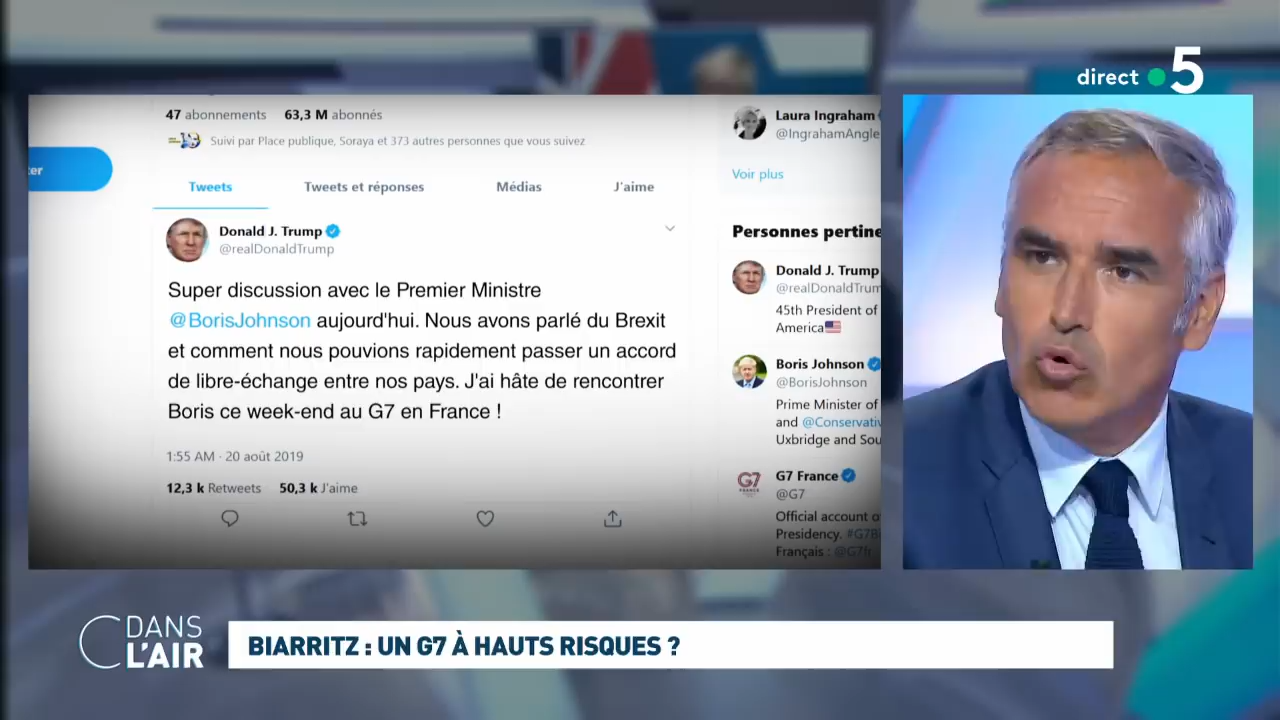 direct 5
47 abonnements 63,3 M abonnés
Suivi par Place publique, Soraya et 373 autres personnes que vous suivez
Tweets
Tweets et réponses
Médias
J'aime
Donald J. Trump
@realDonaldTrump
Super discussion avec le Premier Ministre
@BorisJohnson aujourd'hui. Nous avons parlé du Brexit
et comment nous pouvions rapidement passer un accord
de libre-échange entre nos pays. J'ai hâte de rencontrer
Boris ce week-end au G7 en France !
1:55 AM · 20 août 2019
12,3 k Retweets 50,3 k J'aime
Laura Ingraham
@IngrahamAngle
Voir plus
Personnes pertine
Donald J. Trump
@realDonaldTrum
45th President of
America
Boris Johnson
@BorisJohnson
Prime Minister of
and @Conservativ
Uxbridge and Sou
G7
FRANCE
G7 France
@G7
Official account o
Presidency. #G7Bi
Français : @G7fr
C DANS
L'AIR
BIARRITZ : UN G7 À HAUTS RISQUES ?